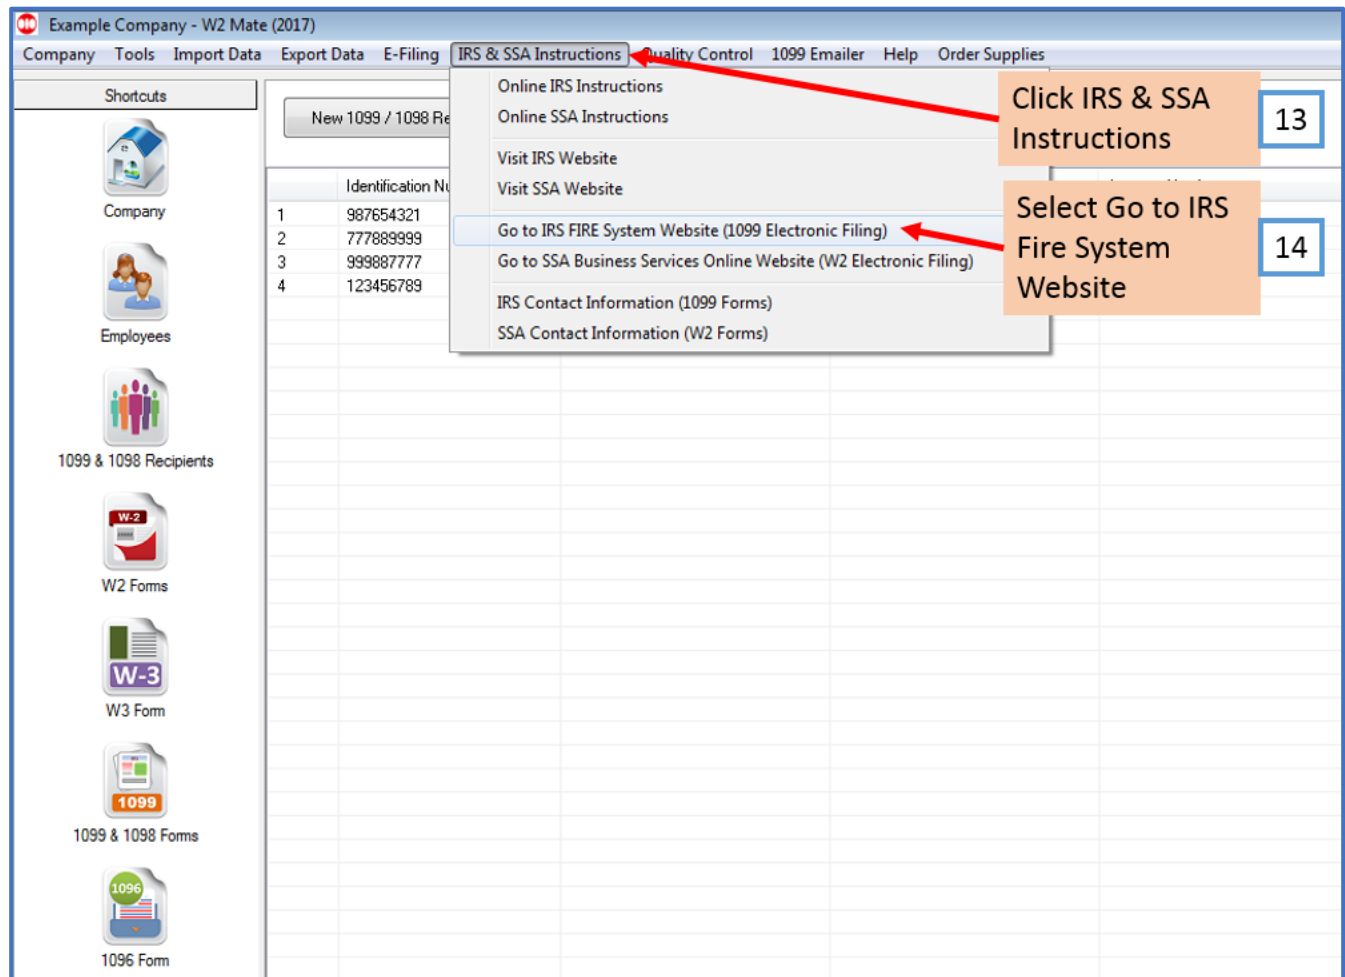 Example Company - W2 Mate (2017)
Company Tools Import Data Export Data E-Filing IRS & SSA Instructions Quality Control 1099 Emailer Help Order Supplies
Shortcuts
Company
Employees
1099 & 1098 Recipients
W-2
W2 Forms
W-3
W3 Form
1099
1099 & 1098 Forms
1096
1096 Form
New 1099 / 1098 Re
Identification Nu
1 987654321
2 777889999
3 999887777
4 123456789
Online IRS Instructions
Online SSA Instructions
Visit IRS Website
Visit SSA Website
Go to IRS FIRE System Website (1099 Electronic Filing)
Go to SSA Business Services Online Website (W2 Electronic Filing)
IRS Contact Information (1099 Forms)
SSA Contact Information (W2 Forms)
Click IRS & SSA
Instructions
13
Select Go to IRS
Fire System
Website
14